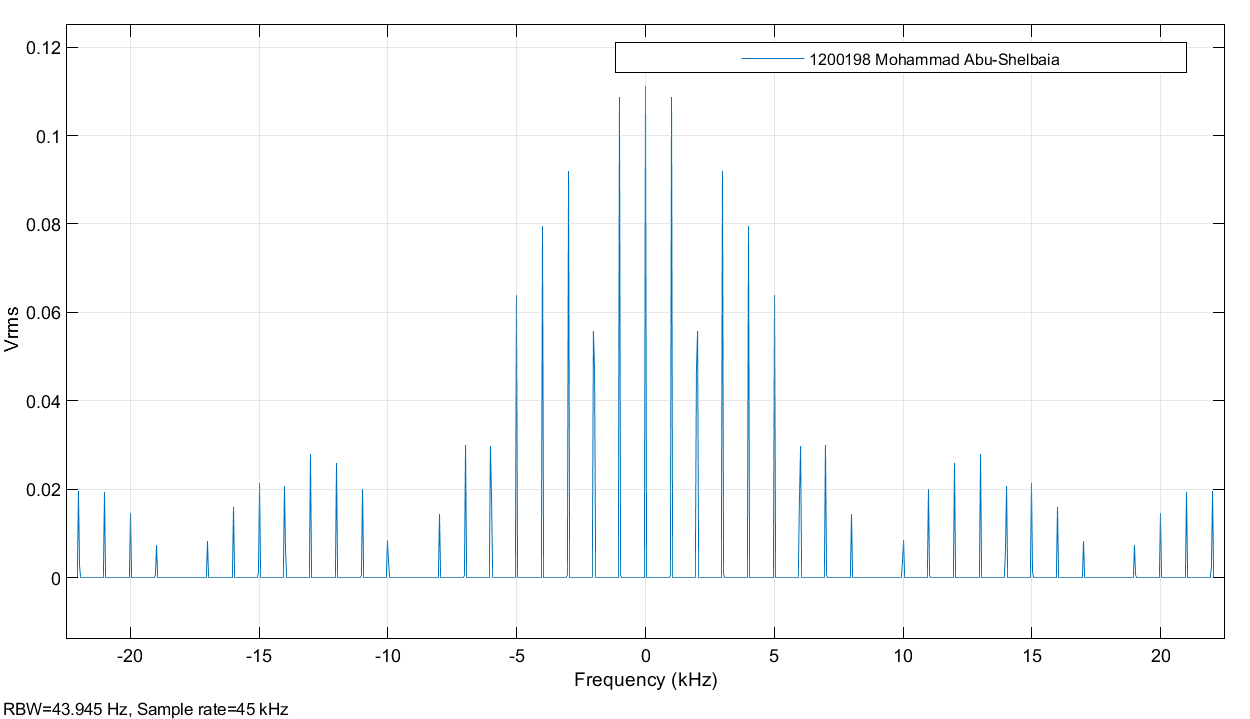 1200198 Mohammad Abu-Shelbaia
0.12
0.1
0.08
0.06
0.04
0.02
0
Vrms
-20 -15 -10 -5 0 5 10 15 20
Frequency (kHz)
RBW=43.945 Hz, Sample rate=45 kHz